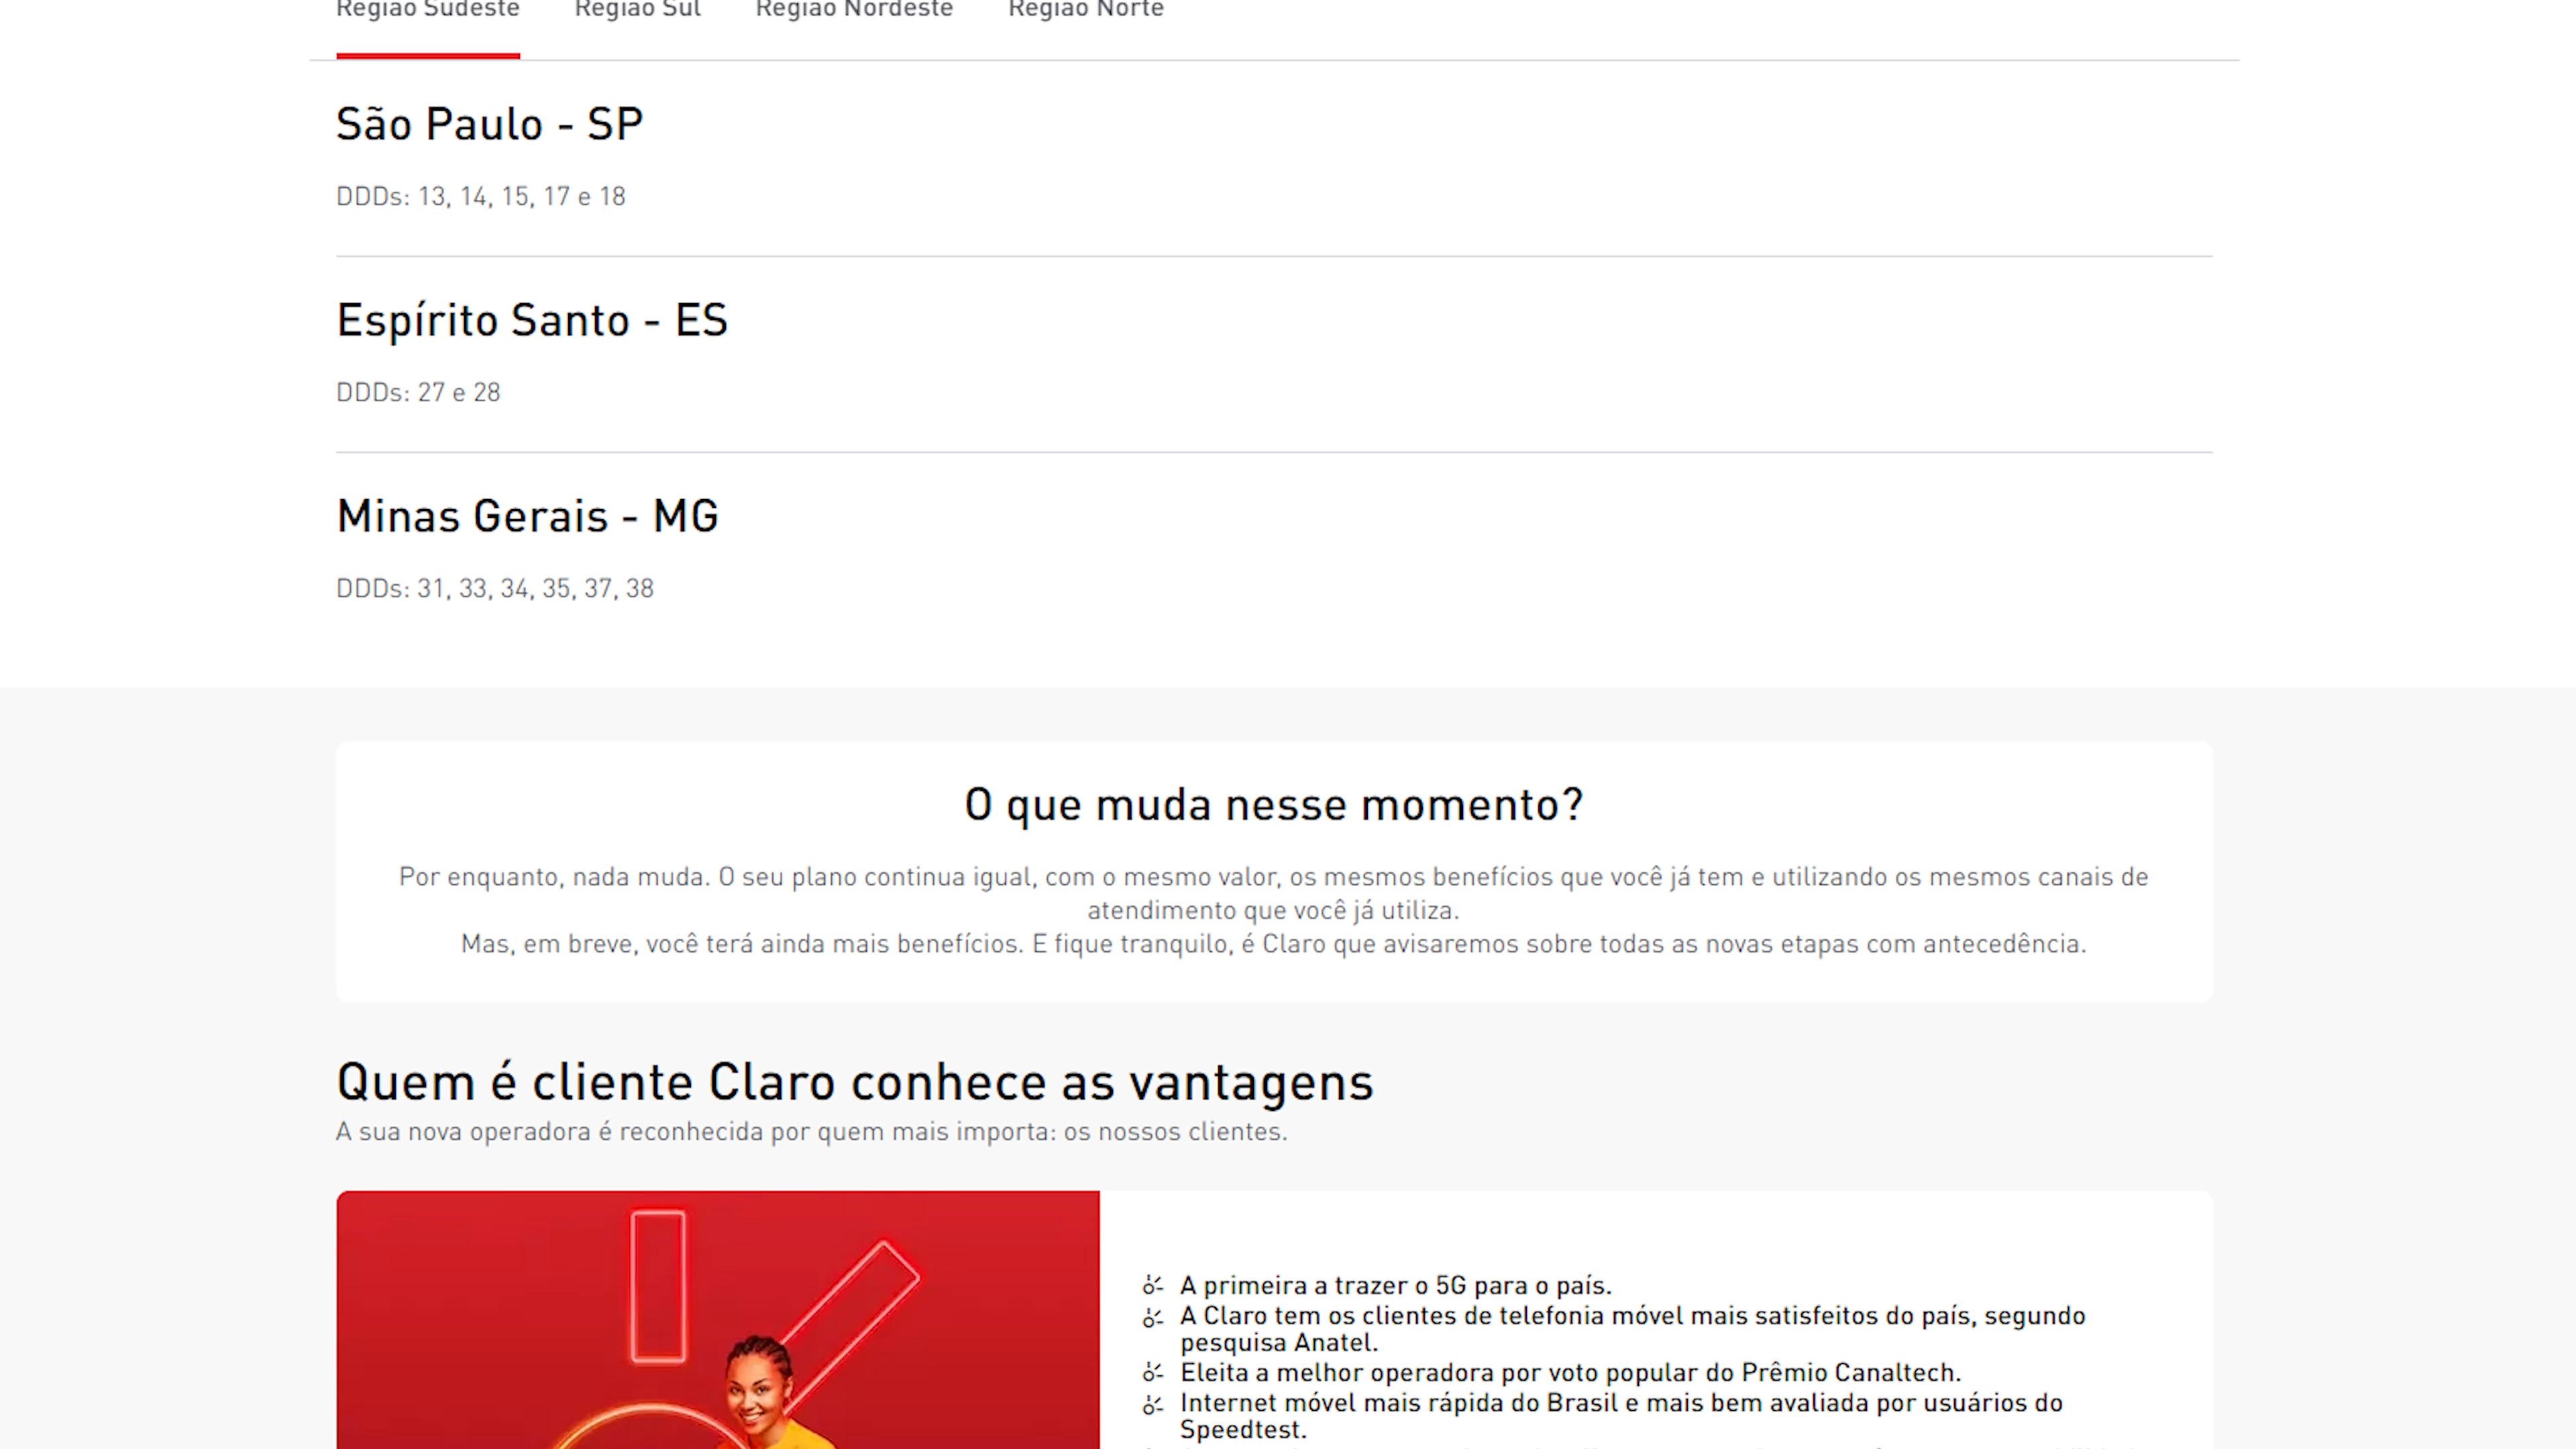 Região Sudeste Região Sul Região Nordeste Região Norte
São Paulo - SP
DDDs: 13, 14, 15, 17 e 18
Espírito Santo - ES
DDDs: 27 e 28
Minas Gerais - MG
DDDs: 31, 33, 34, 35, 37, 38
O que muda nesse momento?
Por enquanto, nada muda. O seu plano continua igual, com o mesmo valor, os mesmos benefícios que você já tem e utilizando os mesmos canais de
atendimento que você já utiliza.
Mas, em breve, você terá ainda mais benefícios. E fique tranquilo, é Claro que avisaremos sobre todas as novas etapas com antecedência.
Quem é cliente Claro conhece as vantagens
A sua nova operadora é reconhecida por quem mais importa: os nossos clientes.
A primeira a trazer o 5G para o país.
A Claro tem os clientes de telefonia móvel mais satisfeitos do país, segundo
pesquisa Anatel.
Eleita a melhor operadora por voto popular do Prêmio Canaltech.
Internet móvel mais rápida do Brasil e mais bem avaliada por usuários do
Speedtest.